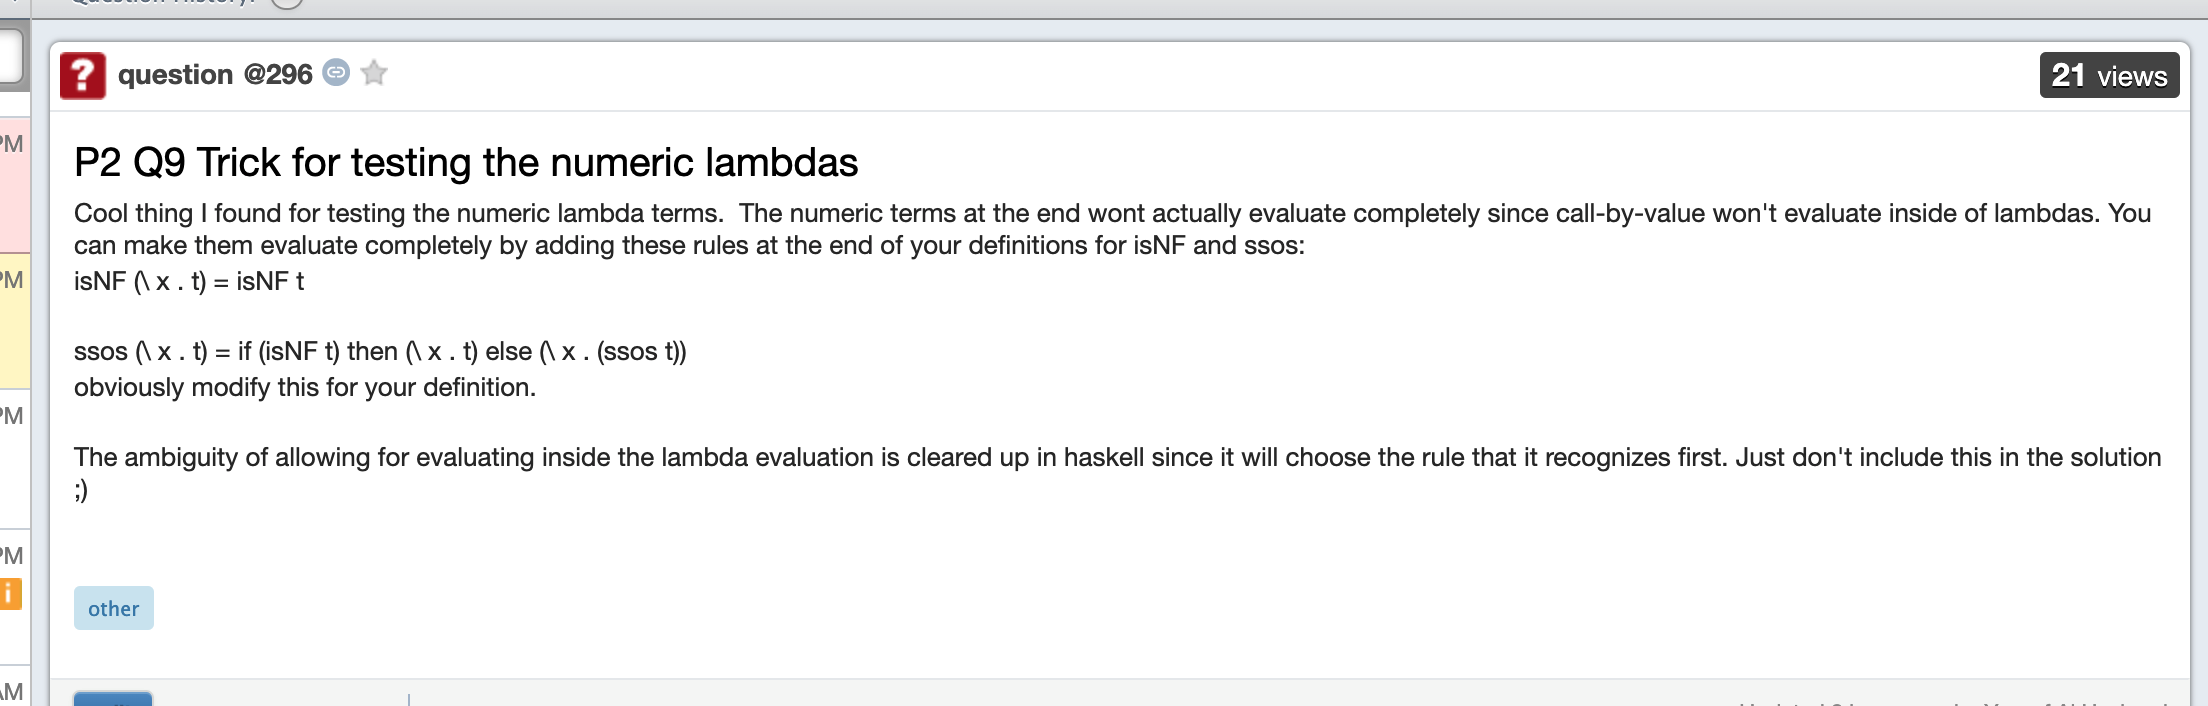 question @296
21 views
PM
P2 Q9 Trick for testing the numeric lambdas
Cool thing I found for testing the numeric lambda terms.  The numeric terms at the end wont actually evaluate completely since call-by-value won't evaluate inside of lambdas. You
can make them evaluate completely by adding these rules at the end of your definitions for isNF and ssos:
PM
isNF (\ x . t) = isNF t
ssos (\ x . t) = if (isNF t) then (\ x . t) else (\ x . (ssos t))
obviously modify this for your definition.
PM
The ambiguity of allowing for evaluating inside the lambda evaluation is cleared up in haskell since it will choose the rule that it recognizes first. Just don't include this in the solution
;)
PM
i
other
AM